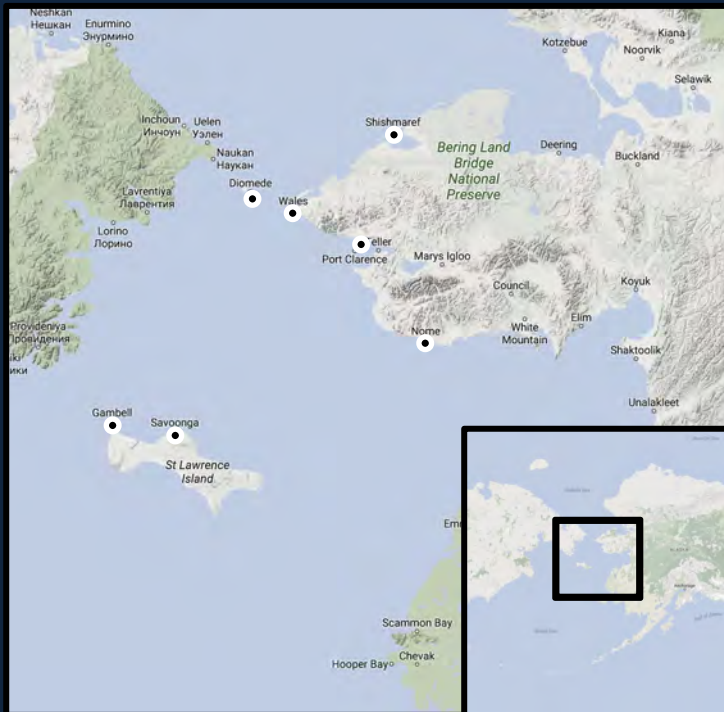 Neshkan
Нешкан
Enurmino
Энурмино
Kiana
Kotzebue
Noorvik
Selawik
Inchoun
Инчоун
Uelen
Уэлен
Shishmaref
Naukan
Наукан
Bering Land
Bridge
National
Preserve
Deering
Buckland
Diomede
Lavrentiya
Лаврентия
Wales
Lorino
Лорино
Teller
Port Clarence
Marys Igloo
Council
Koyuk
Provideniya
Провидения
Nome
White
Mountain
Elim
Shaktoolik
Unalakleet
Gambell
Savoonga
St Lawrence
Island
Scammon Bay
Chevak
Hooper Bay